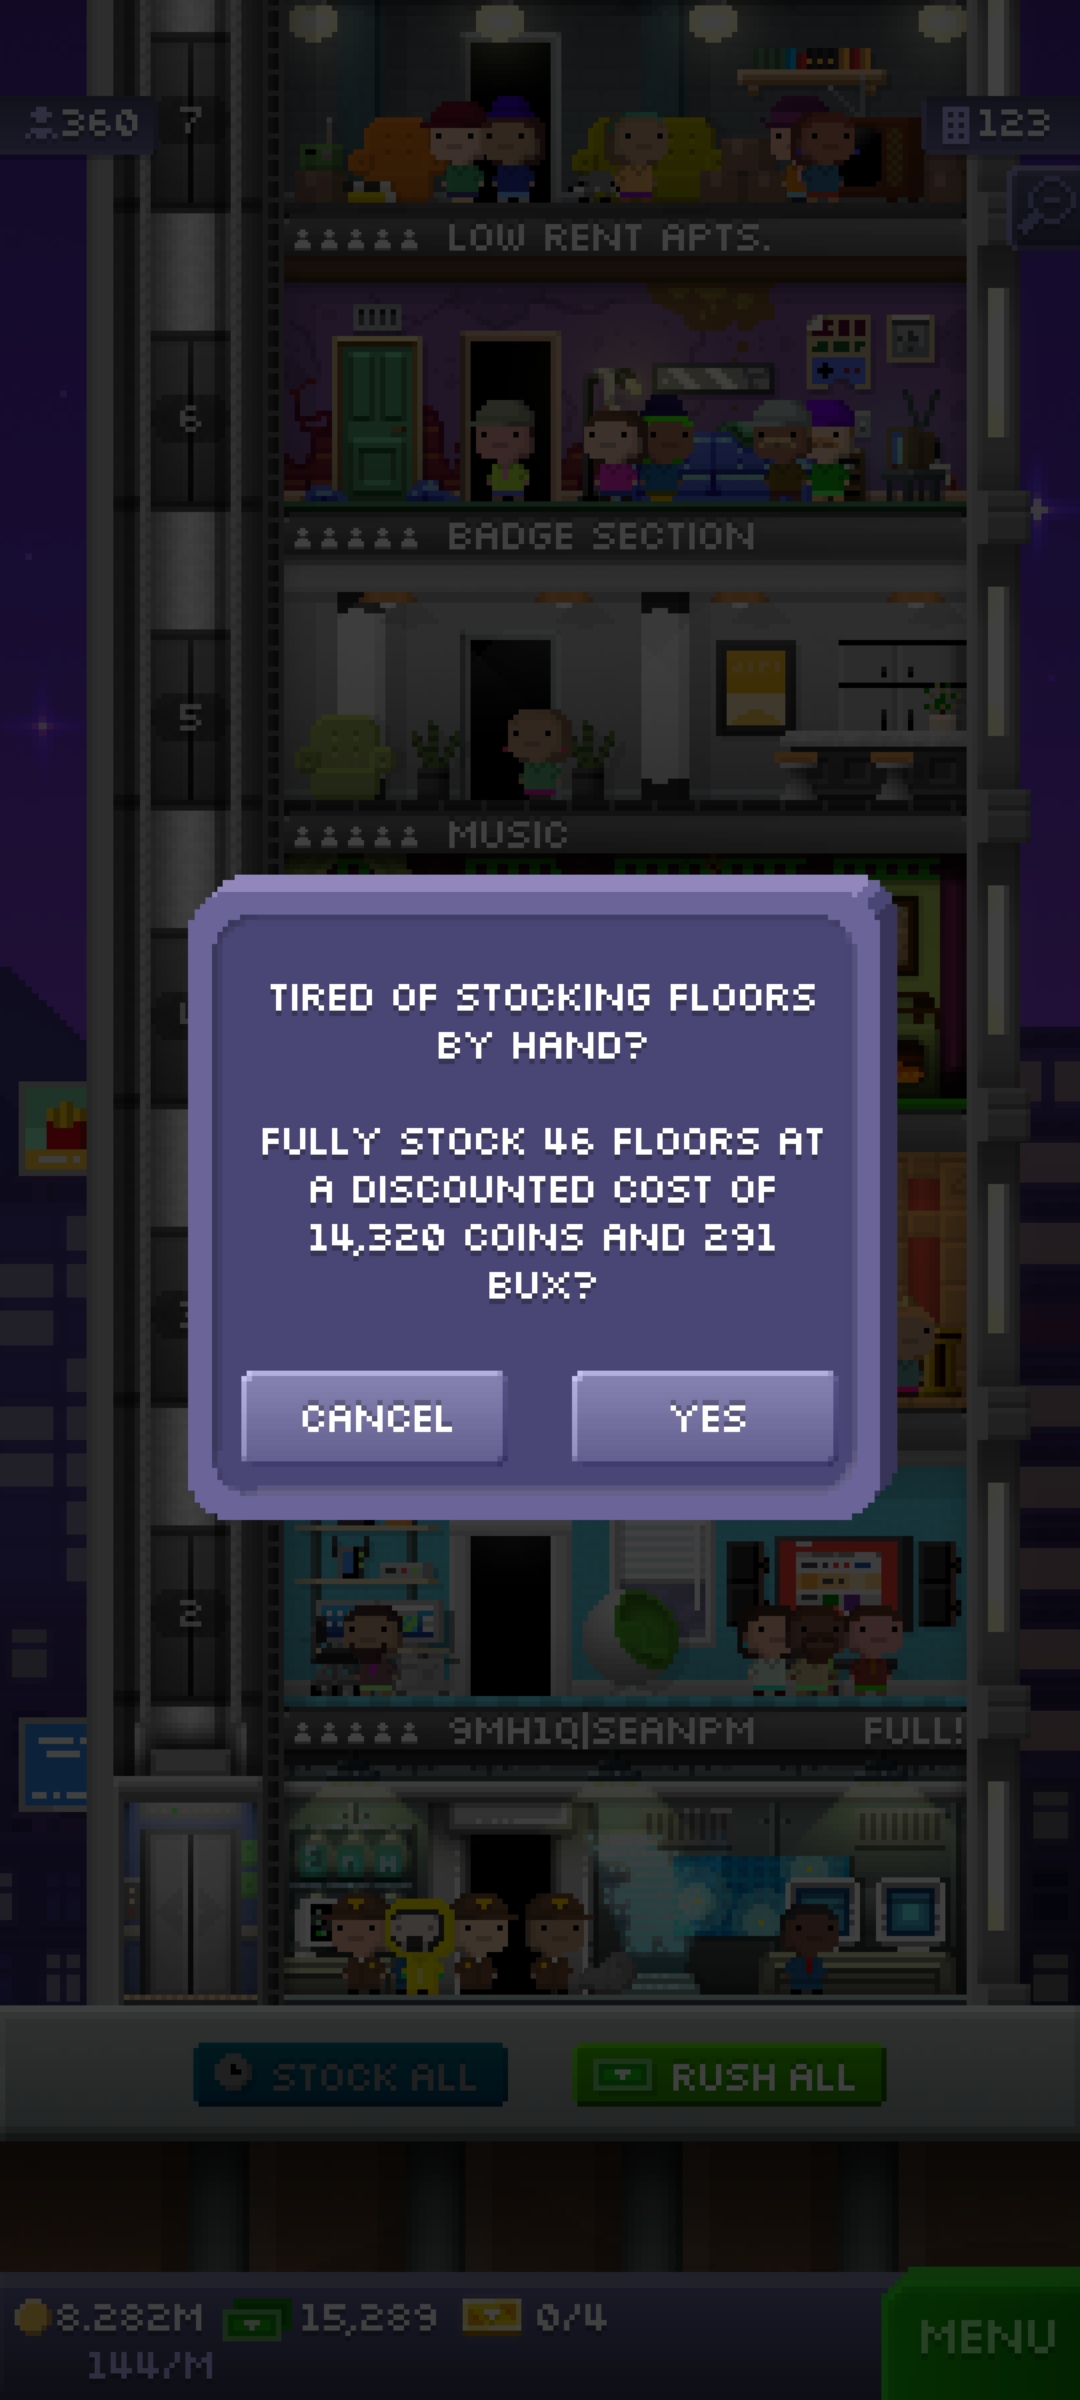 360
7
123
LOW RENT APTS.
6
BADGE SECTION
5
MUSIC
TIRED OF STOCKING FLOORS
BY HAND?
FULLY STOCK 46 FLOORS AT
A DISCOUNTED COST OF
14,320 COINS AND 291
BUX?
CANCEL
YES
2
9MH1Q|SEANPM
FULL!
STOCK ALL
RUSH ALL
8.282M
15,289
0/4
144/M
MENU